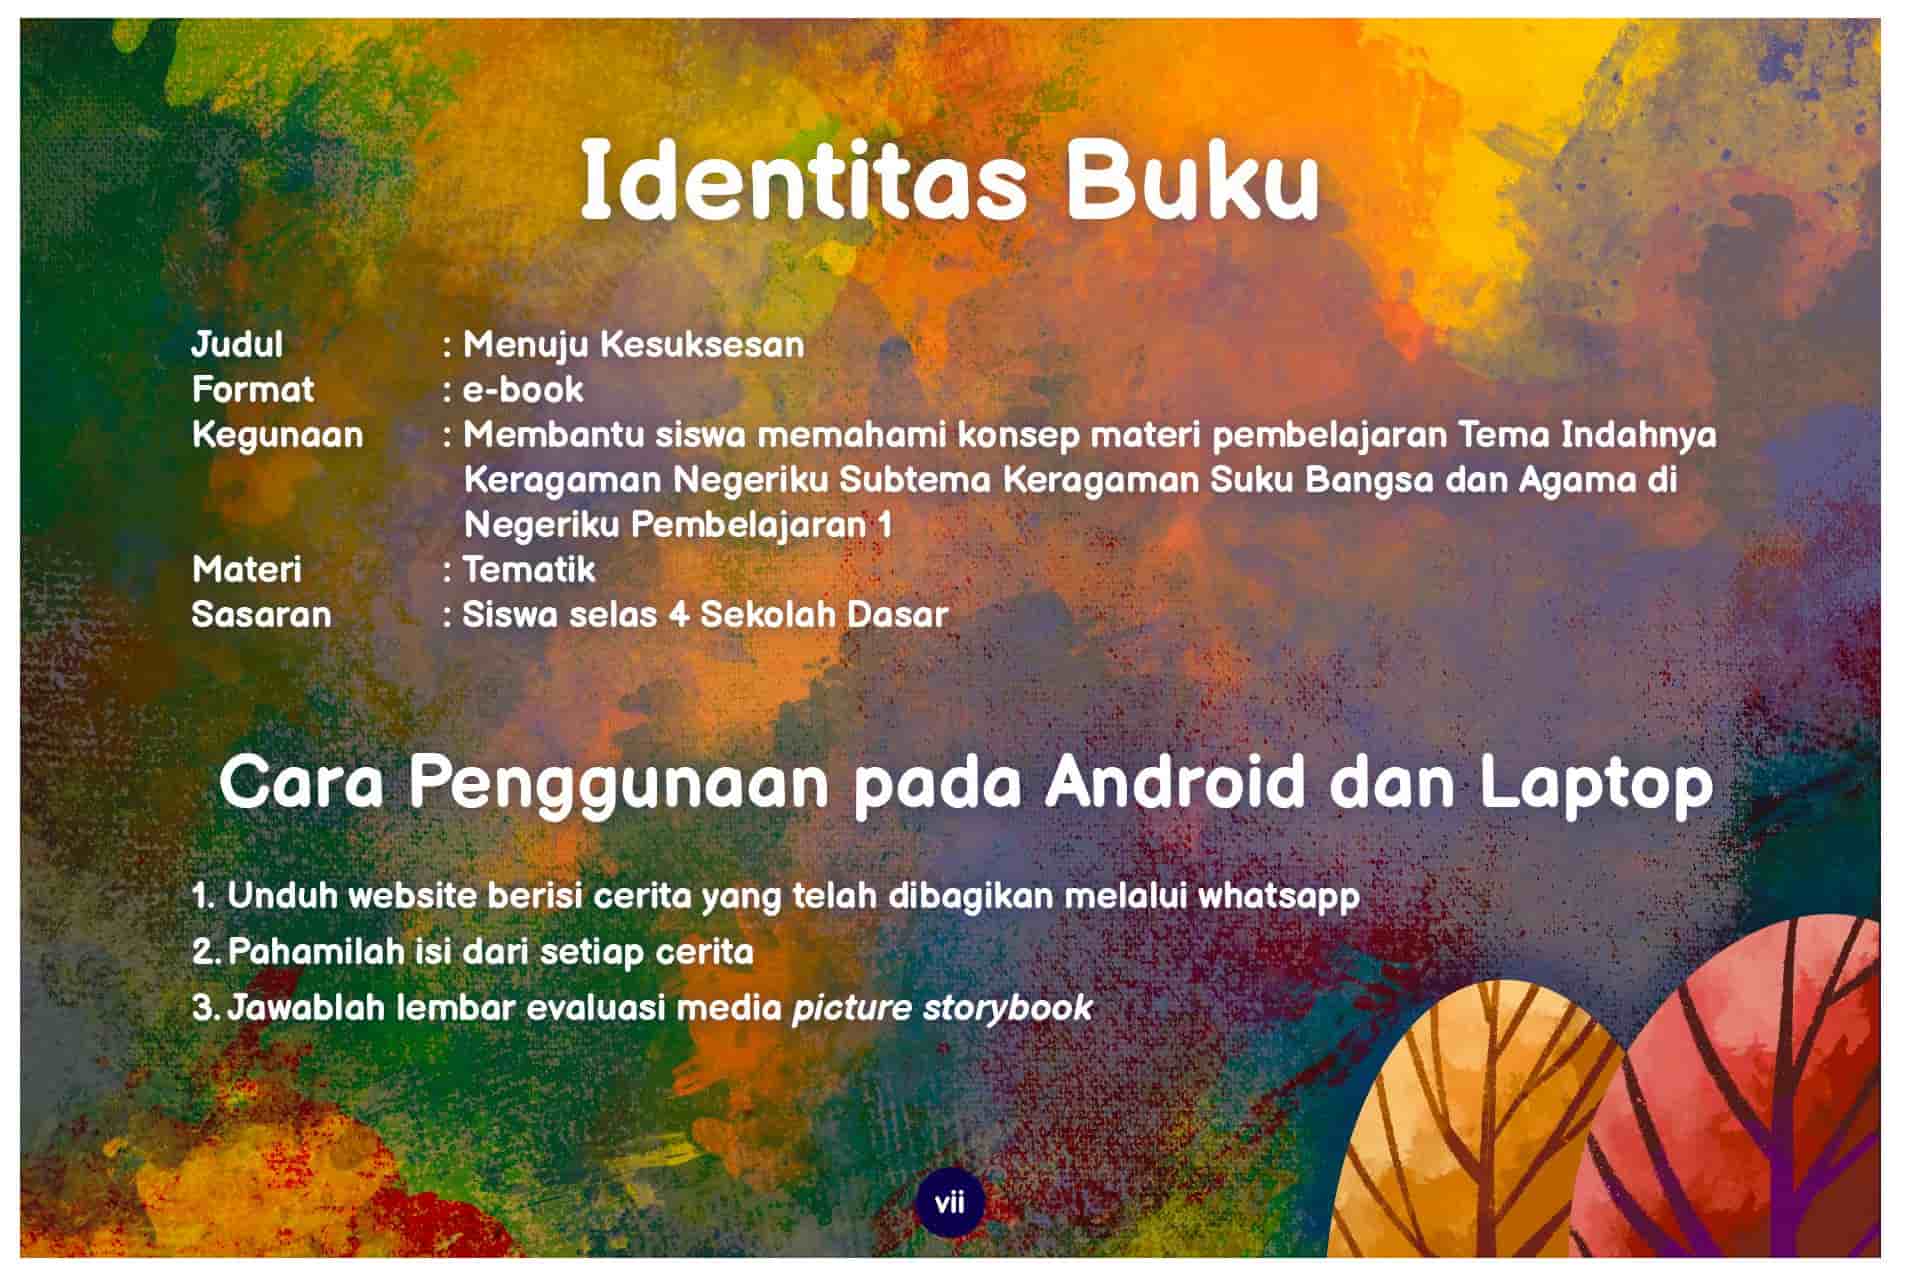 Identitas Buku
Judul : Menuju Kesuksesan
Format : e-book
Kegunaan : Membantu siswa memahami konsep materi pembelajaran Tema Indahnya
Keragaman Negeriku Subtema Keragaman Suku Bangsa dan Agama di
Negeriku Pembelajaran 1
Materi : Tematik
Sasaran : Siswa selas 4 Sekolah Dasar
Cara Penggunaan pada Android dan Laptop
1. Unduh website berisi cerita yang telah dibagikan melalui whatsapp
2. Pahamilah isi dari setiap cerita
3. Jawablah lembar evaluasi media picture storybook
vii